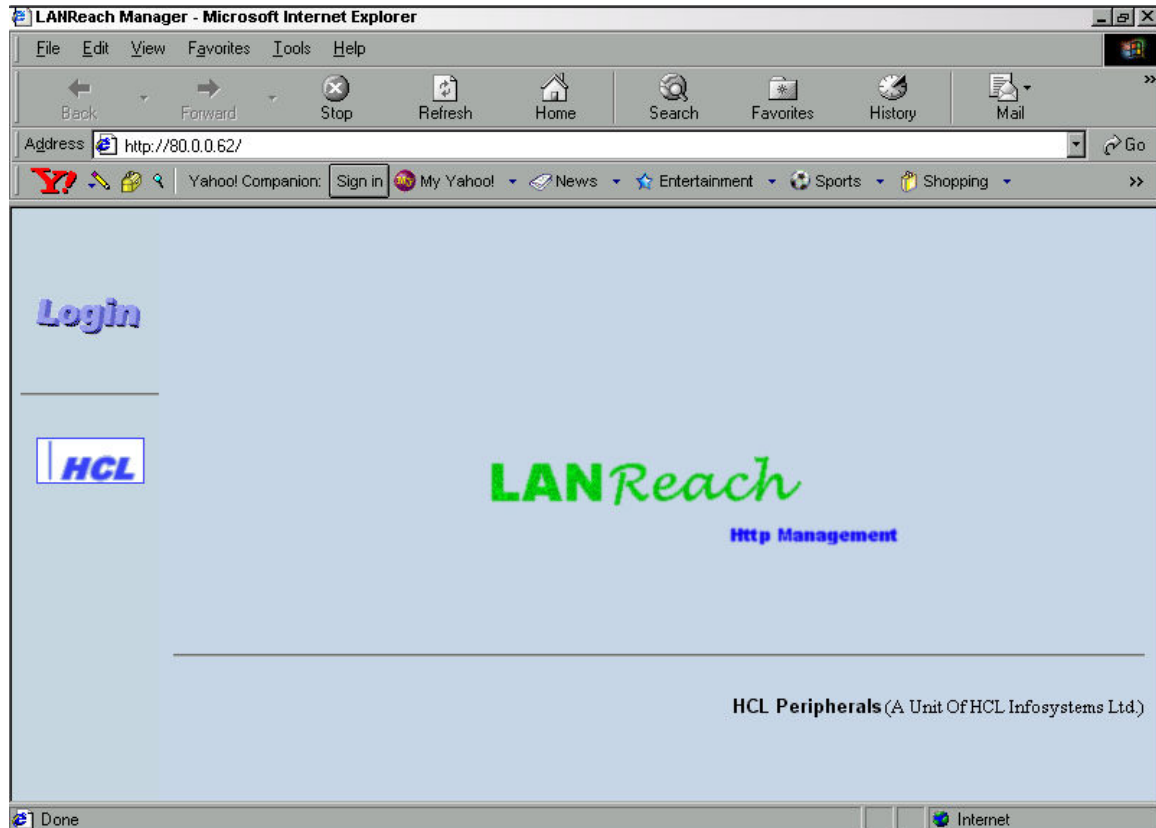 LANReach Manager - Microsoft Internet Explorer
File Edit View Favorites Tools Help
Back Forward Stop Refresh Home Search Favorites History Mail »
Address http://80.0.0.62/ Go
Y! Yahoo! Companion: Sign in My Yahoo! News Entertainment Sports Shopping »
Login
HCL
LANReach
Http Management
HCL Peripherals (A Unit Of HCL Infosystems Ltd.)
Done Internet